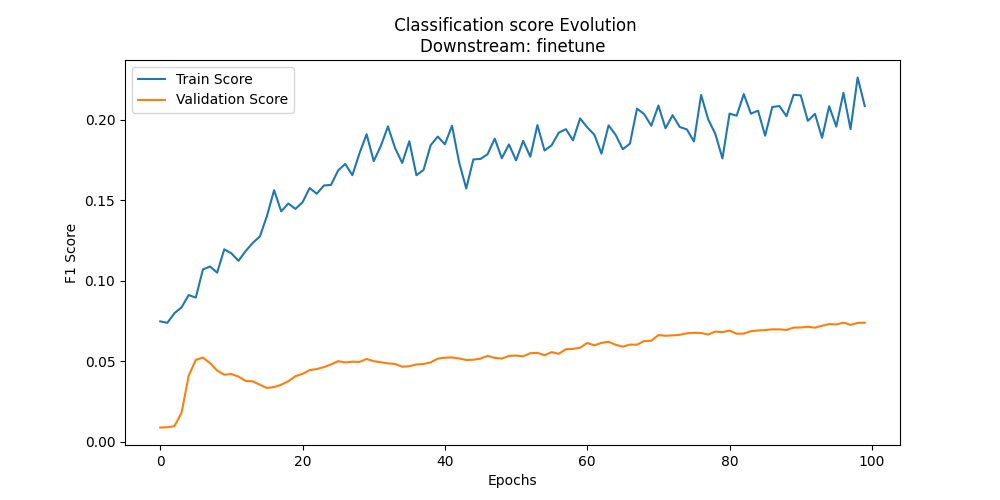 Classification score Evolution
Downstream: finetune
Train Score
Validation Score
F1 Score
0.20
0.15
0.10
0.05
0.00
0
20
40
60
80
100
Epochs